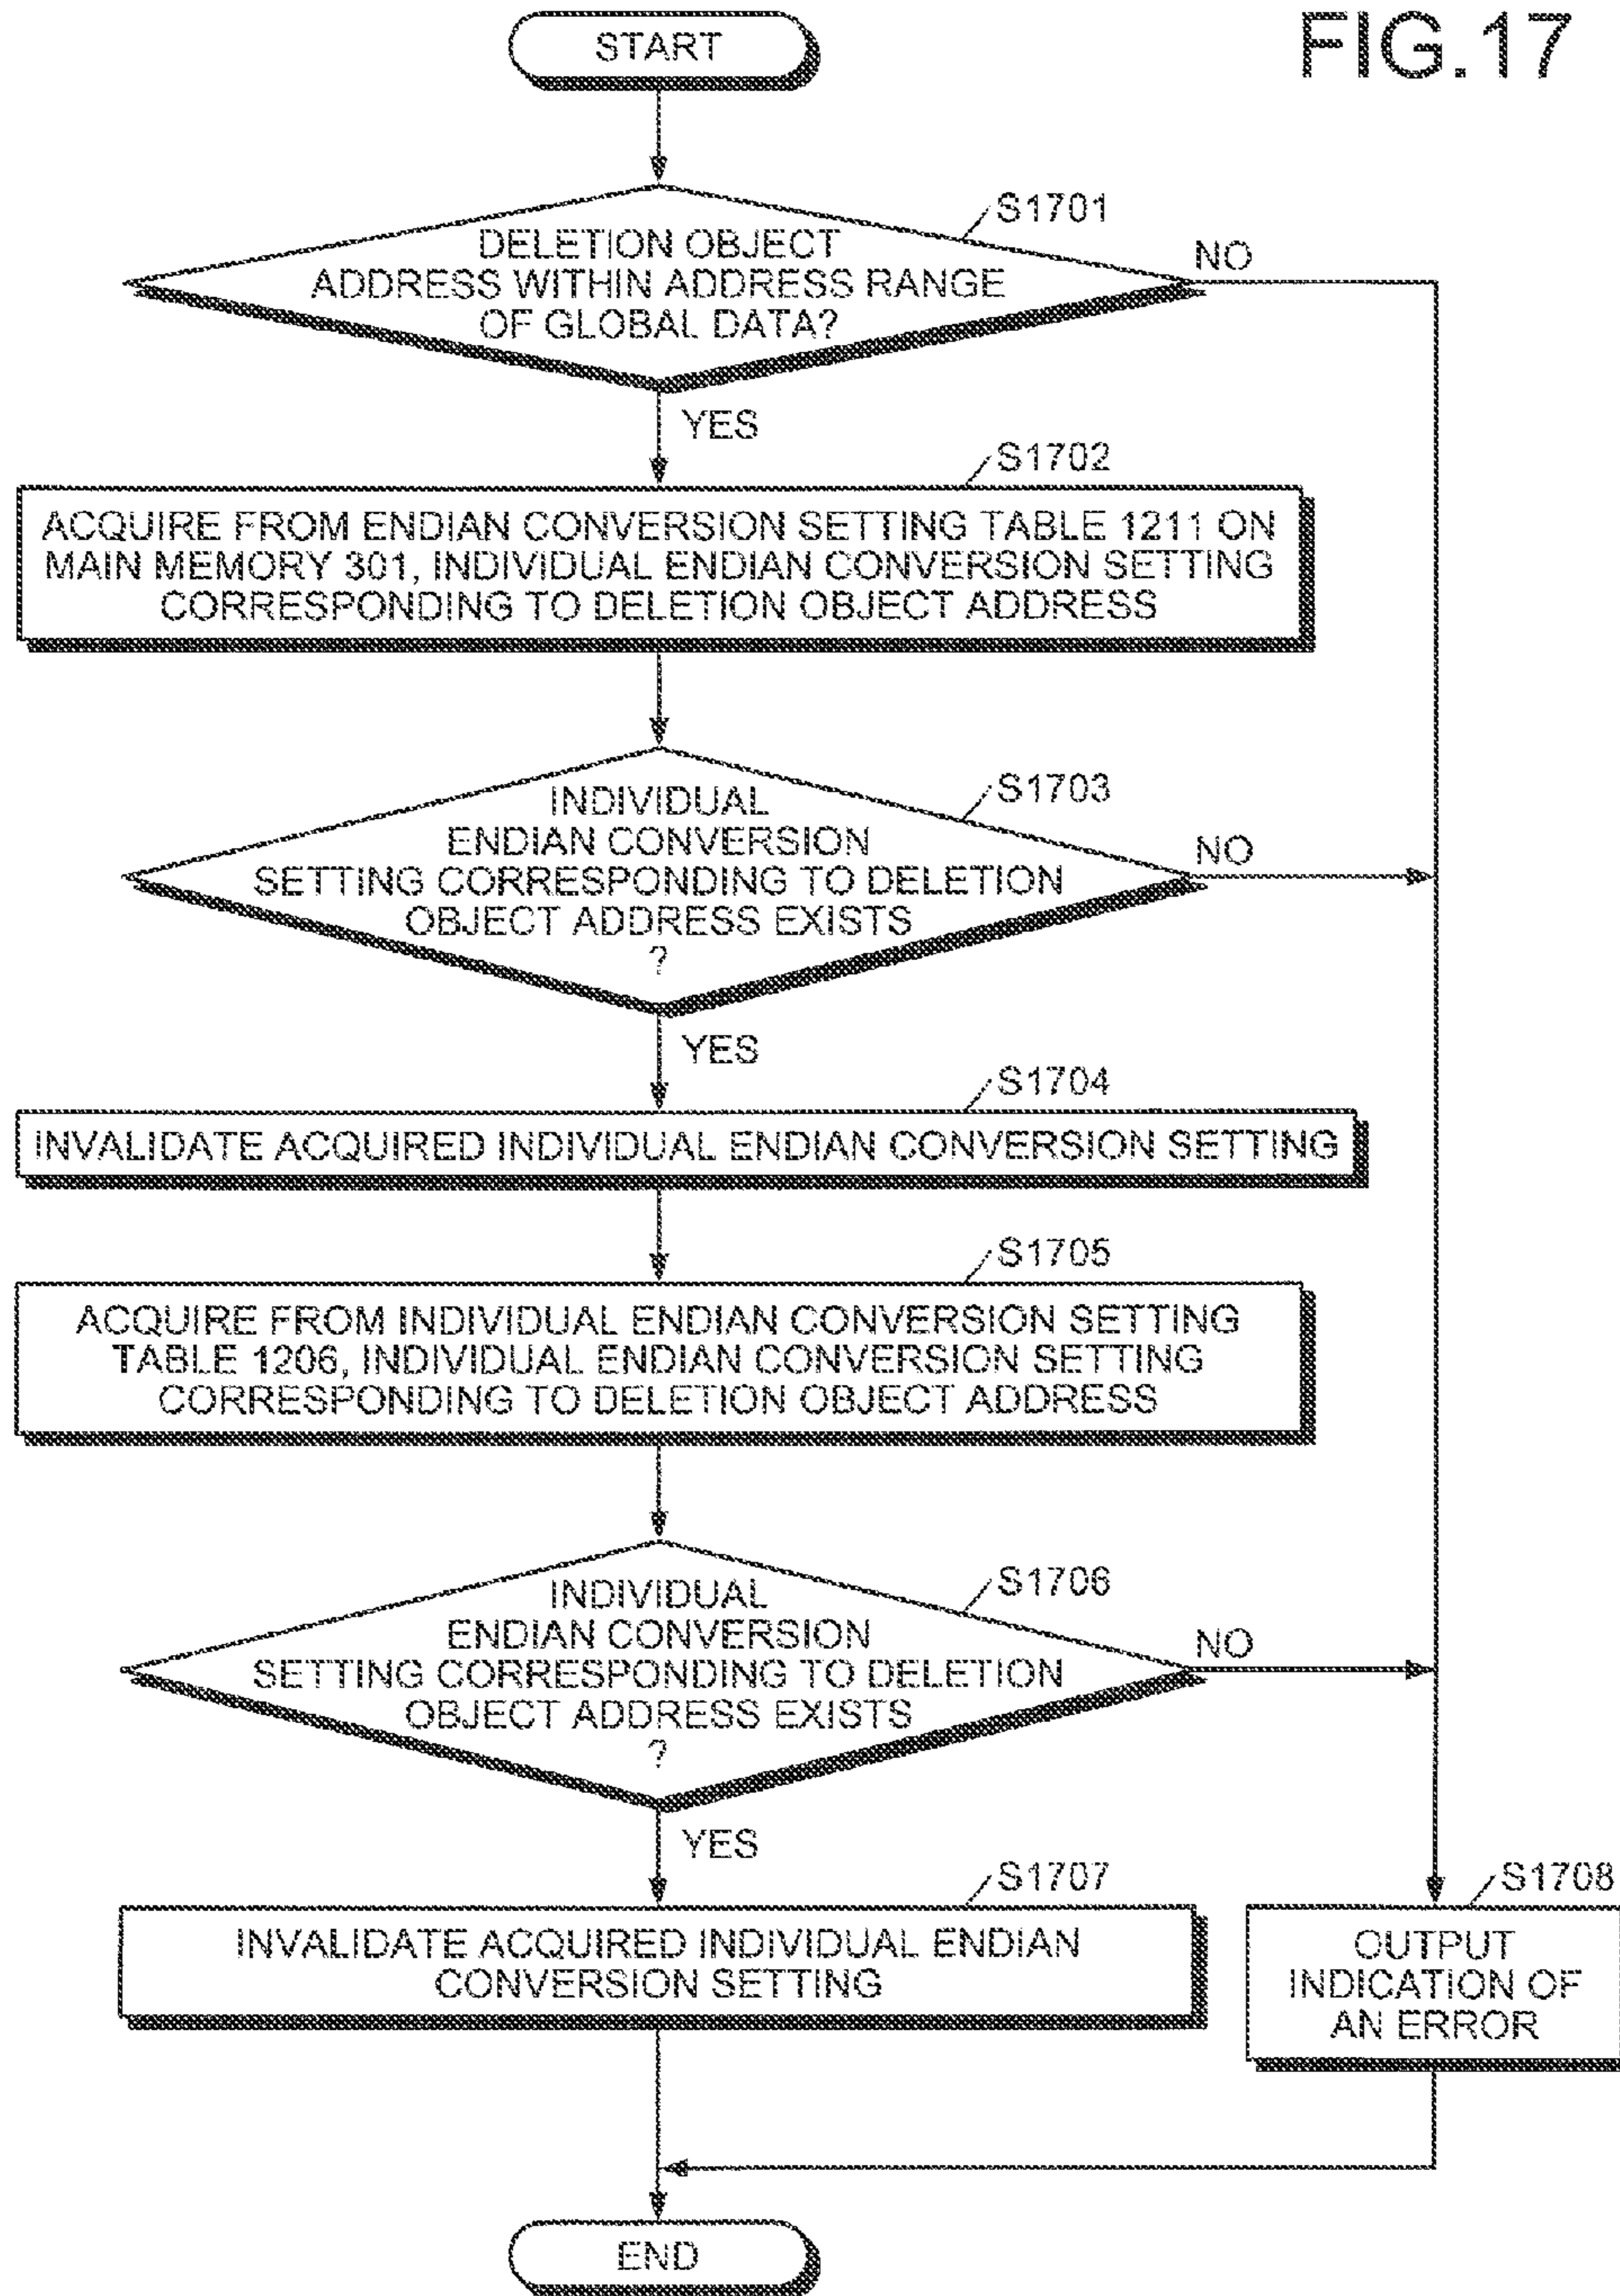 FIG.17
START
S1701
DELETION OBJECT
ADDRESS WITHIN ADDRESS RANGE
OF GLOBAL DATA?
NO
YES
S1702
ACQUIRE FROM ENDIAN CONVERSION SETTING TABLE 1211 ON
MAIN MEMORY 301, INDIVIDUAL ENDIAN CONVERSION SETTING
CORRESPONDING TO DELETION OBJECT ADDRESS
S1703
INDIVIDUAL
ENDIAN CONVERSION
SETTING CORRESPONDING TO DELETION
OBJECT ADDRESS EXISTS
?
NO
YES
S1704
INVALIDATE ACQUIRED INDIVIDUAL ENDIAN CONVERSION SETTING
S1705
ACQUIRE FROM INDIVIDUAL ENDIAN CONVERSION SETTING
TABLE 1206, INDIVIDUAL ENDIAN CONVERSION SETTING
CORRESPONDING TO DELETION OBJECT ADDRESS
S1706
INDIVIDUAL
ENDIAN CONVERSION
SETTING CORRESPONDING TO DELETION
OBJECT ADDRESS EXISTS
?
NO
YES
S1707
INVALIDATE ACQUIRED INDIVIDUAL ENDIAN
CONVERSION SETTING
S1708
OUTPUT
INDICATION OF
AN ERROR
END